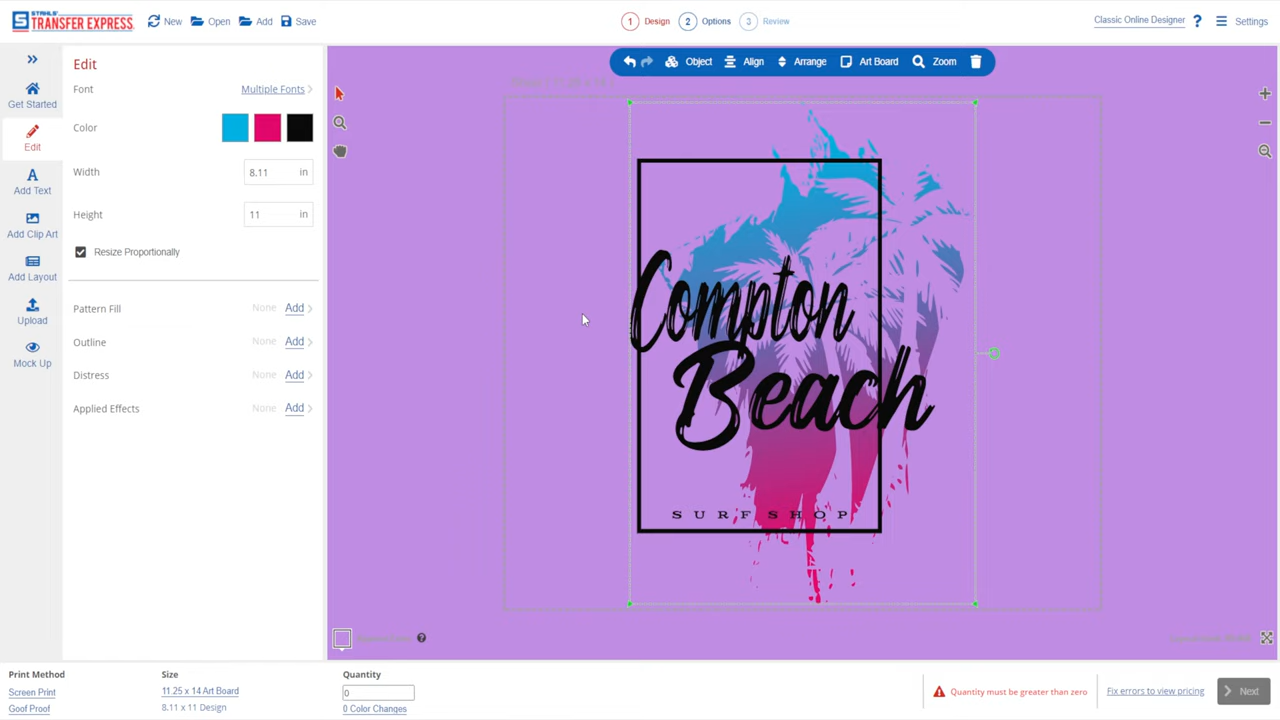 STAHLS'
TRANSFER EXPRESS
New
Open
Add
Save
1 Design
2 Options
3 Review
Classic Online Designer
?
Settings
Get Started
Edit
Add Text
Add Clip Art
Add Layout
Upload
Mock Up
Edit
Font Multiple Fonts
Color
Width 8.11 in
Height 11 in
Resize Proportionally
Pattern Fill None Add
Outline None Add
Distress None Add
Applied Effects None Add
Object
Align
Arrange
Art Board
Zoom
Compton
Beach
SURF SHOP
Print Method
Screen Print
Goof Proof
Size
11.25 x 14 Art Board
8.11 x 11 Design
Quantity
0
0 Color Changes
Quantity must be greater than zero
Fix errors to view pricing
Next